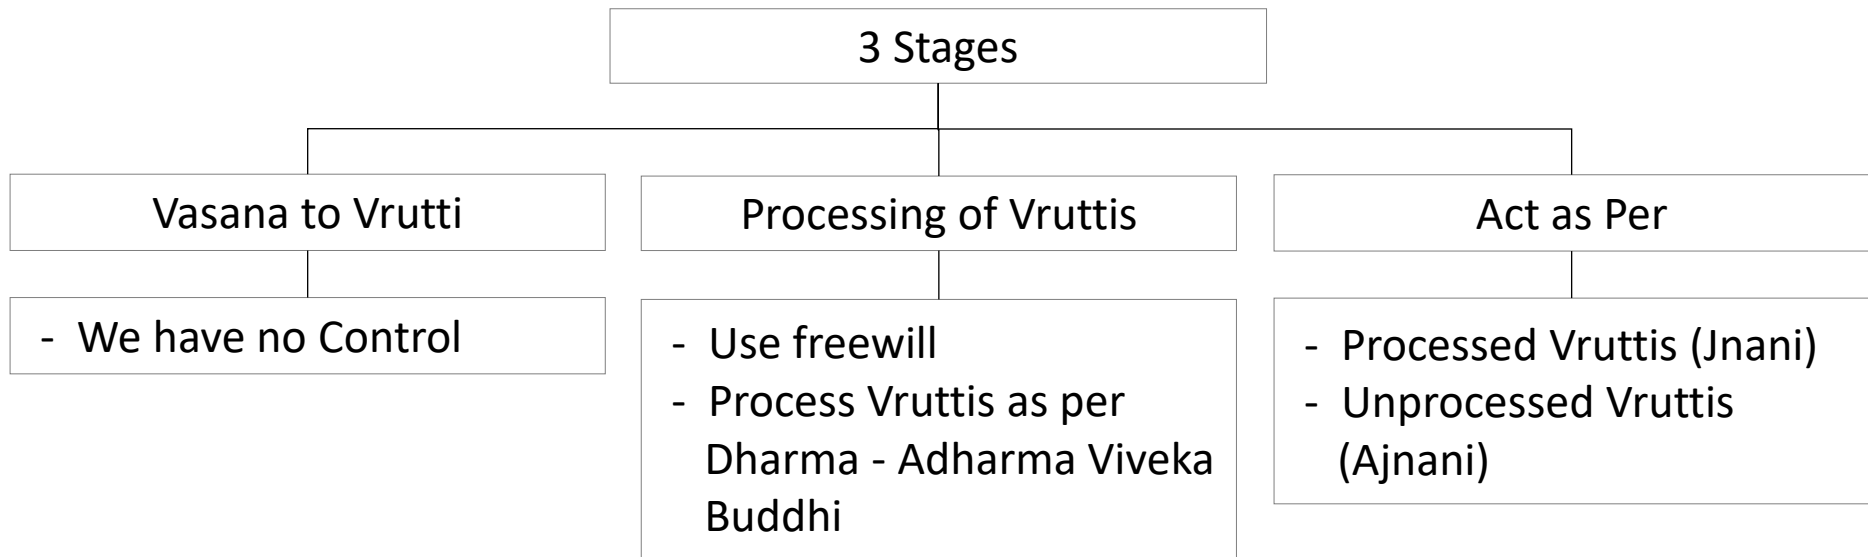 3 Stages
Vasana to Vrutti
- We have no Control
Processing of Vruttis
- Use freewill
- Process Vruttis as per
Dharma - Adharma Viveka
Buddhi
Act as Per
- Processed Vruttis (Jnani)
- Unprocessed Vruttis
(Ajnani)